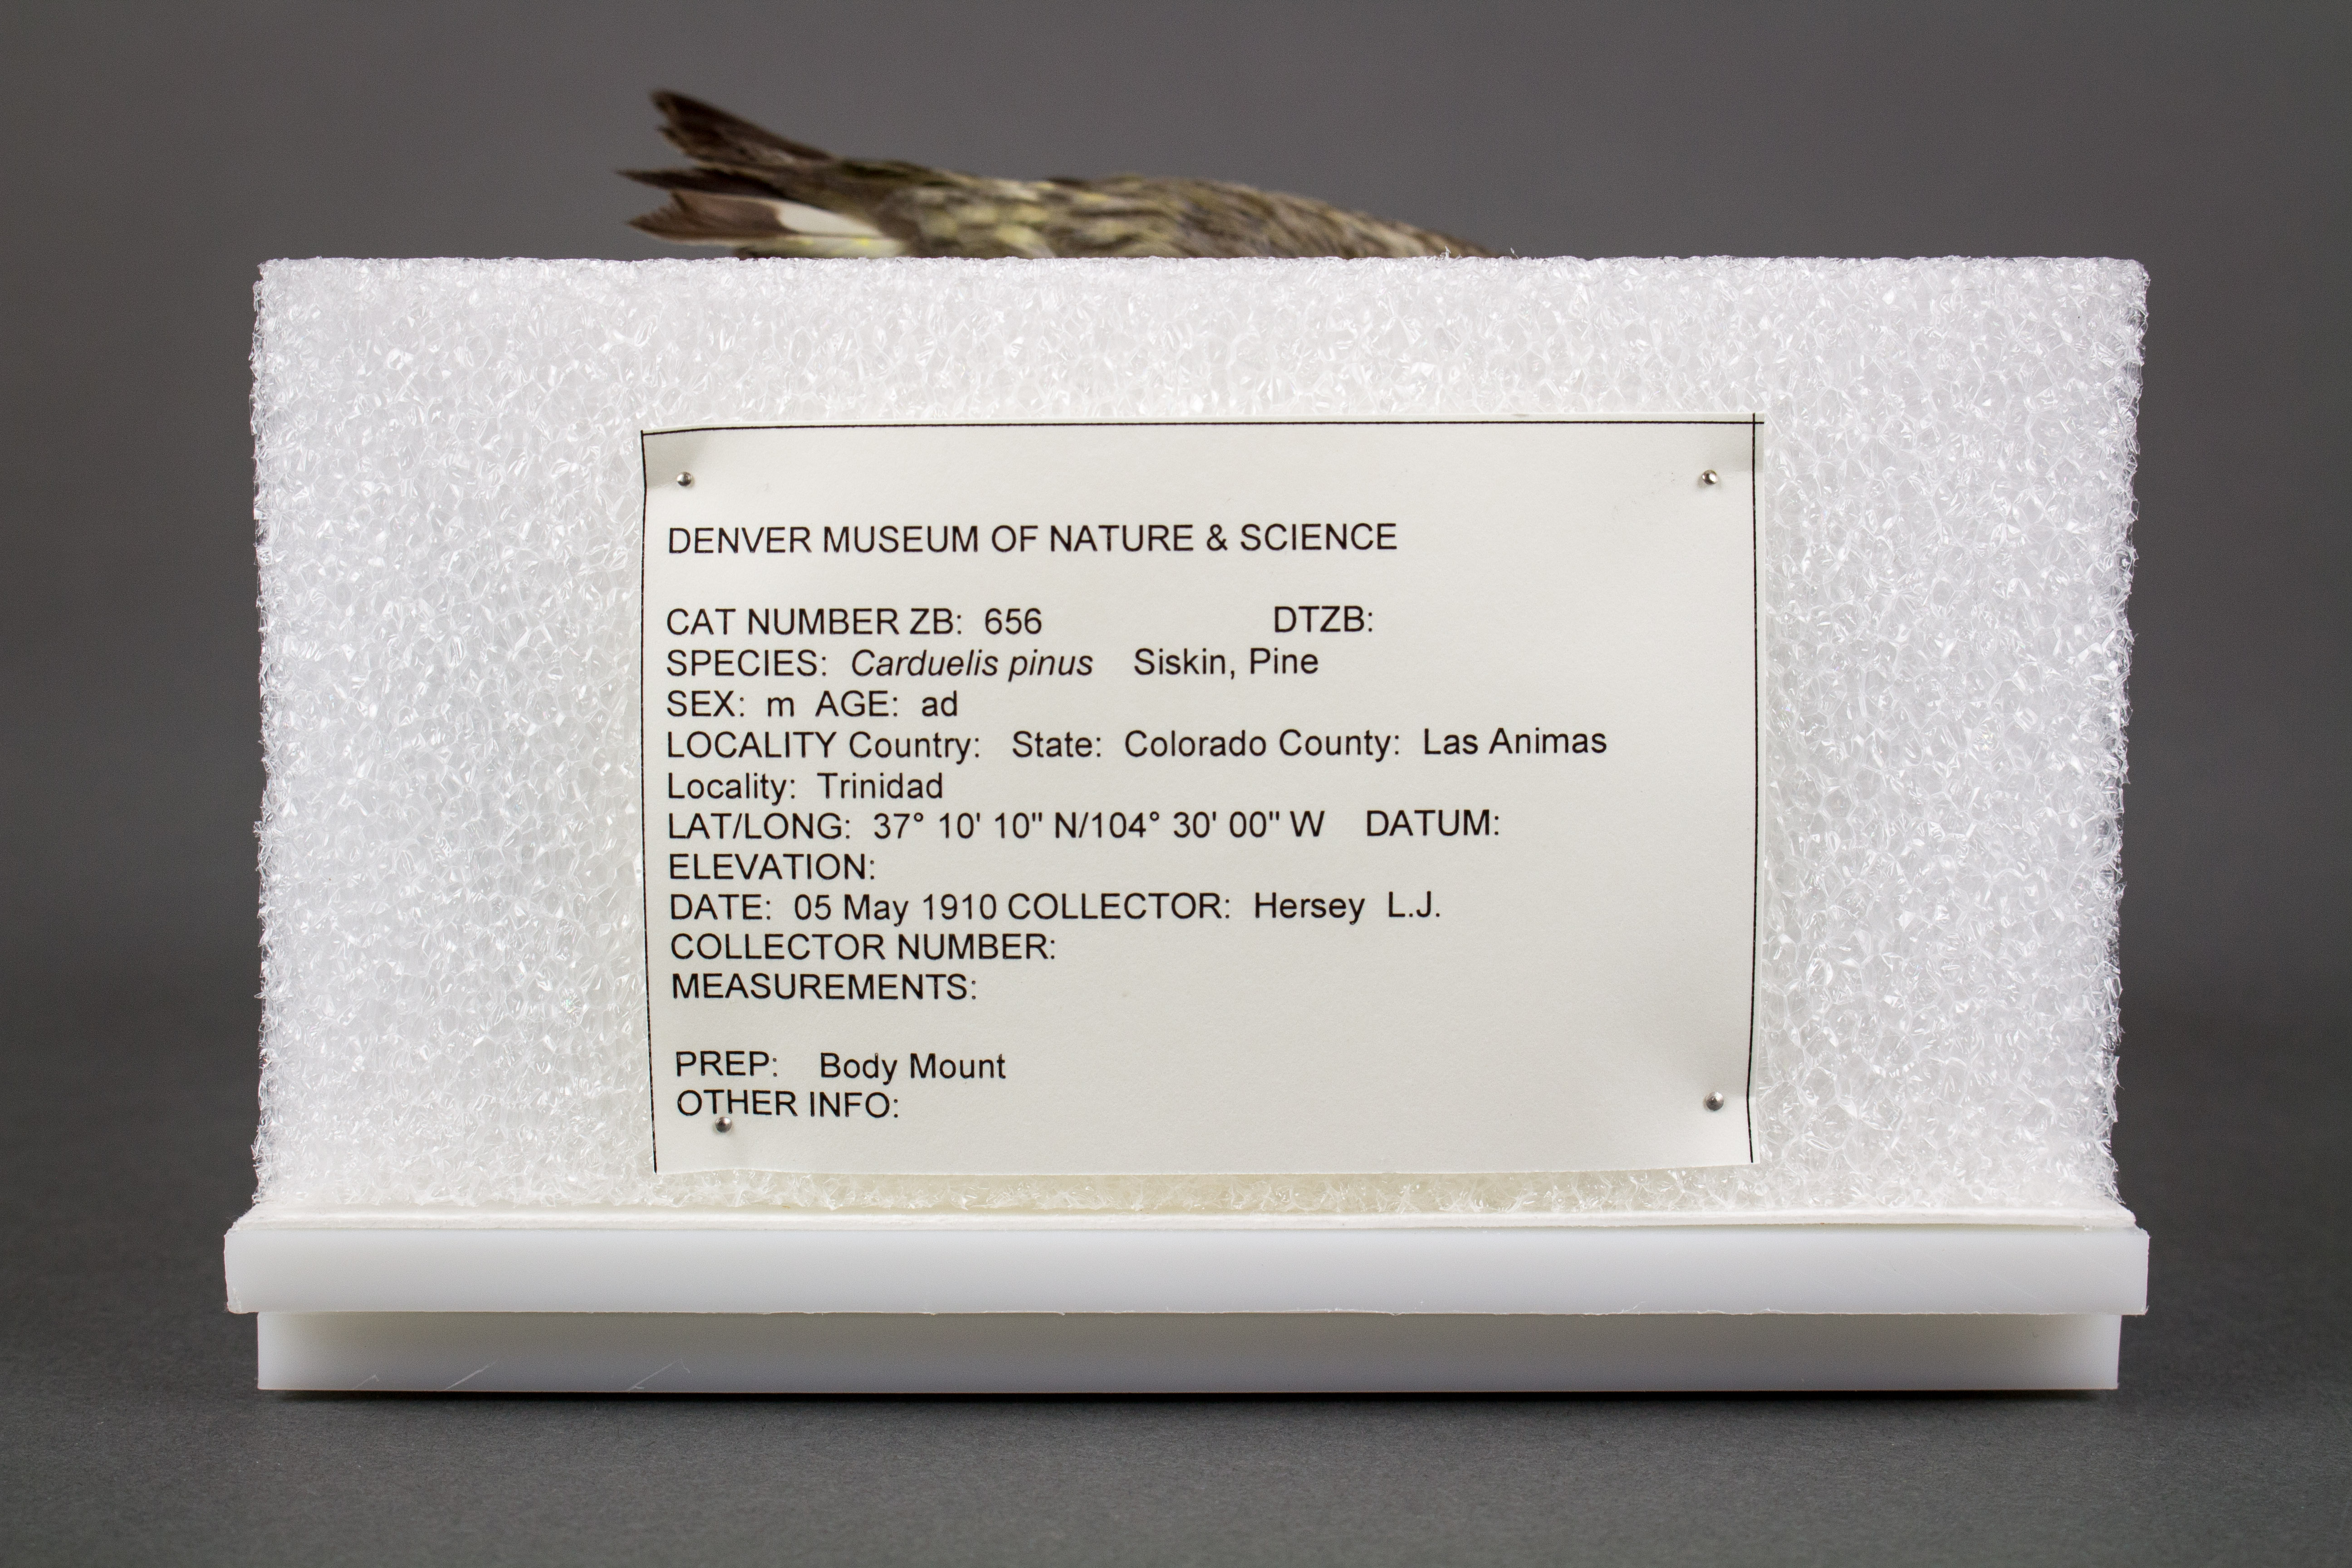 DENVER MUSEUM OF NATURE & SCIENCE
CAT NUMBER ZB: 656 DTZB:
SPECIES: Carduelis pinus Siskin, Pine
SEX: m AGE: ad
LOCALITY Country: State: Colorado County: Las Animas
Locality: Trinidad
LAT/LONG: 37° 10' 10" N/104° 30' 00" W DATUM:
ELEVATION:
DATE: 05 May 1910 COLLECTOR: Hersey L.J.
COLLECTOR NUMBER:
MEASUREMENTS:
PREP: Body Mount
OTHER INFO: